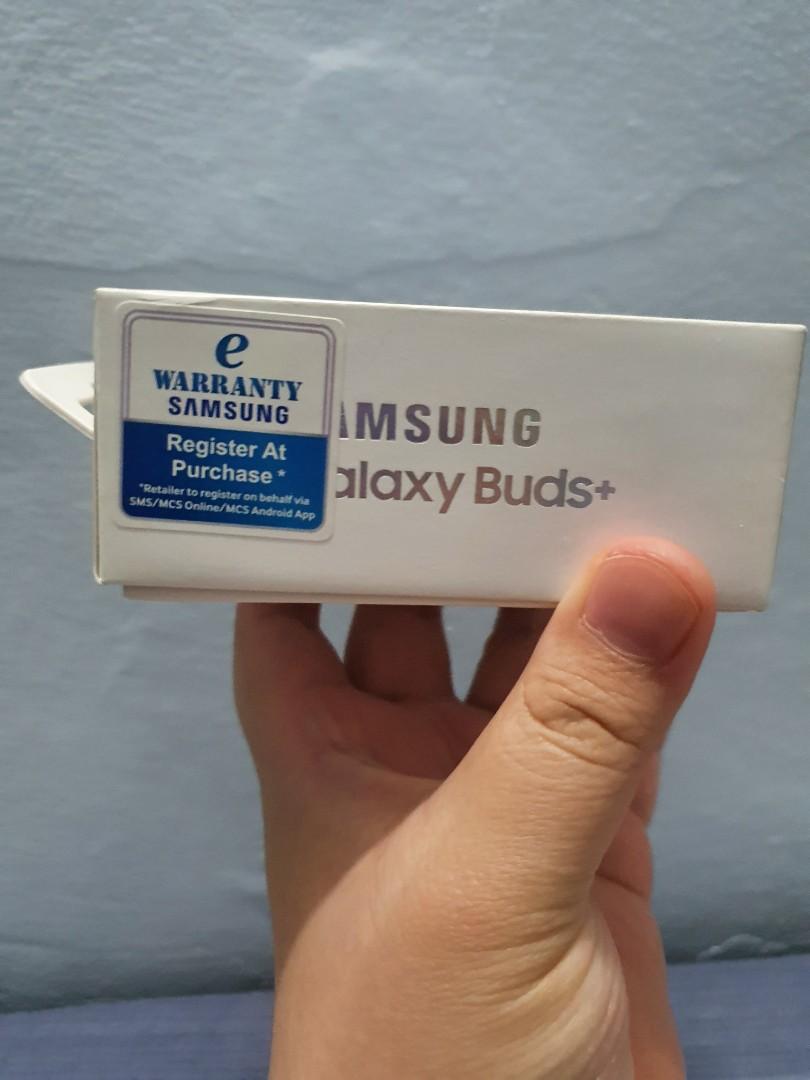 e
WARRANTY
SAMSUNG
Register At
Purchase *
*Retailer to register on behalf via
SMS/MCS Online/MCS Android App
AMSUNG
alaxy Buds+